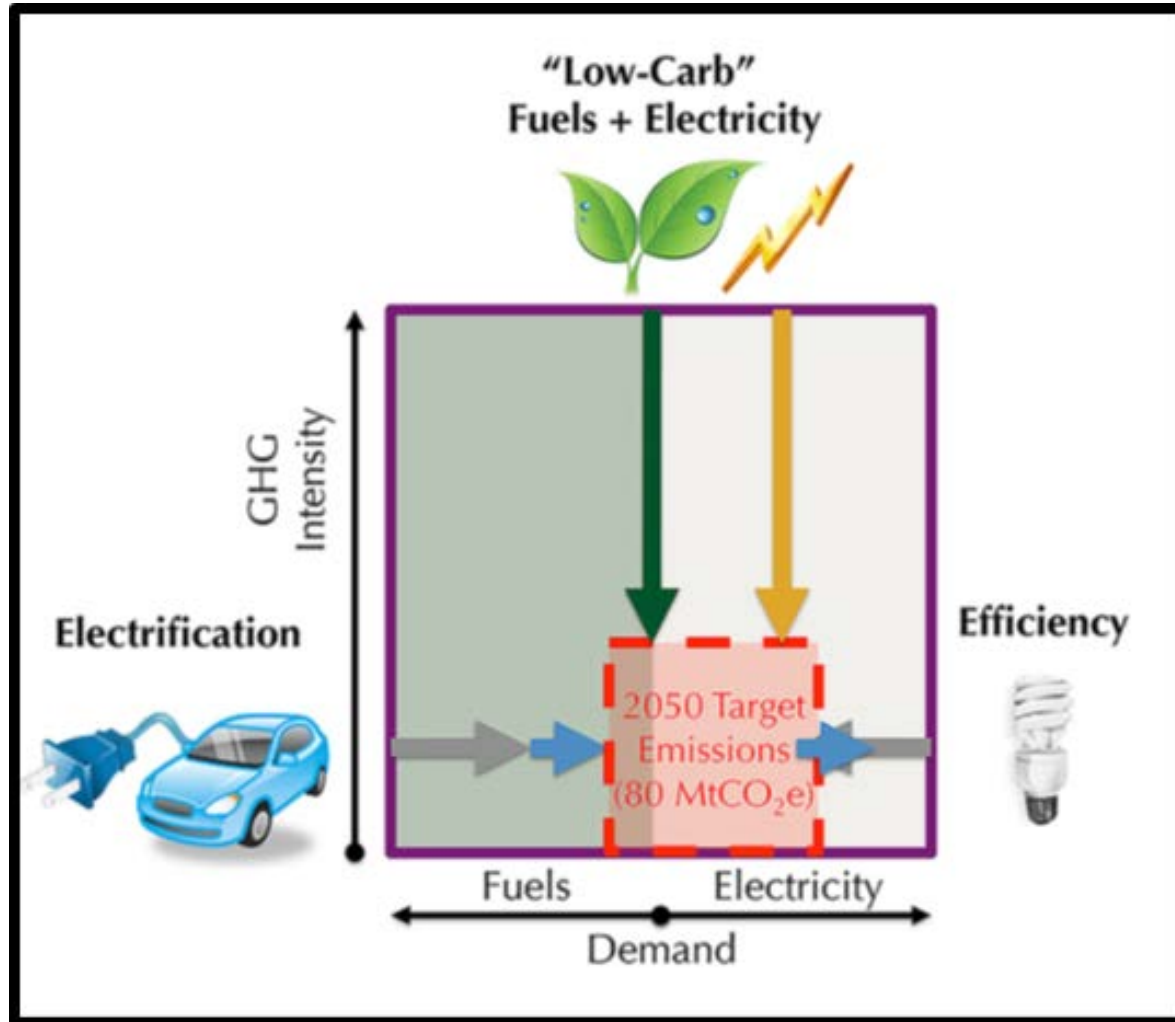 “Low-Carb”
Fuels + Electricity
GHG
Intensity
Electrification
Efficiency
2050 Target
Emissions
(80 MtCO₂e)
Fuels
Electricity
Demand